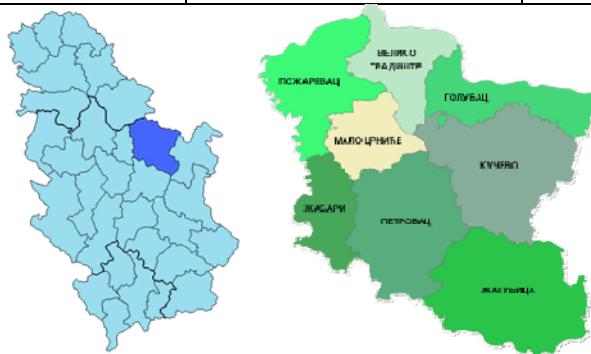 ВЕЛИКО
ГРАДИШТЕ
ПОЖАРЕВАЦ
ГОЛУБАЦ
МАЛО ЦРНИЋЕ
КУЧЕВО
ЖАБАРИ
ПЕТРОВАЦ
ЖАГУБИЦА